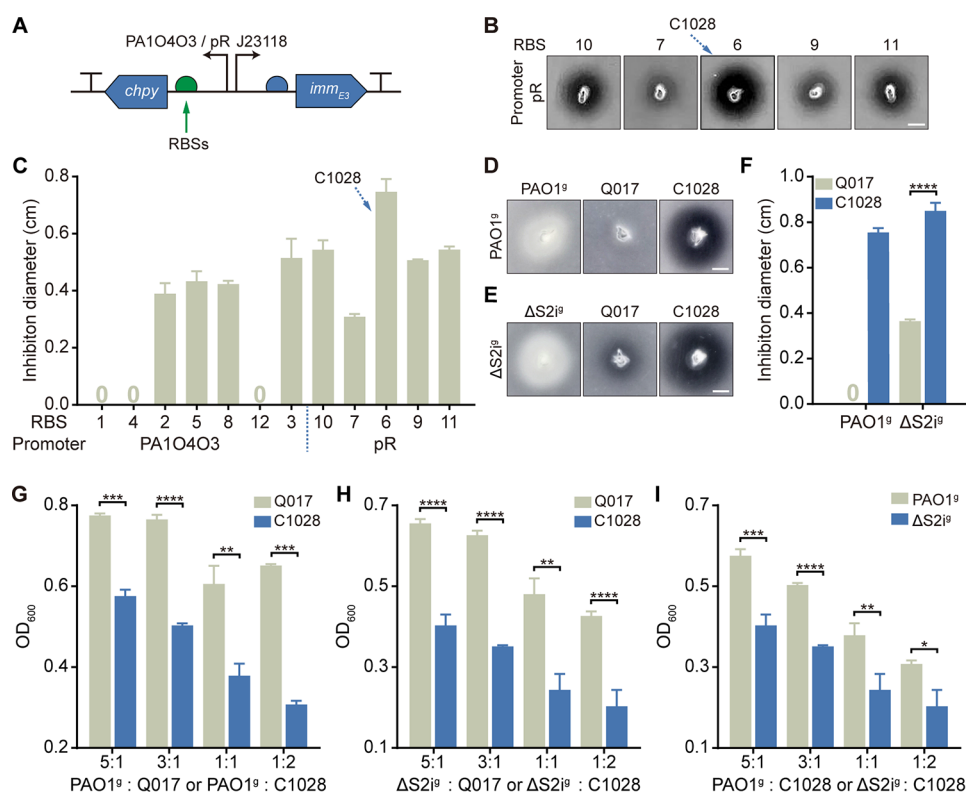 A
PA1O4O3 / pR J23118
chpy
imm_E3
RBSs
B
C1028
RBS 10 7 6 9 11
Promoter
pR
C
Inhibiton diameter (cm)
0.8
0.6
0.4
0.2
0.0
C1028
0 0 0
RBS 1 4 2 5 8 12 3 10 7 6 9 11
Promoter PA1O4O3 pR
D
PAO1ᵍ Q017 C1028
PAO1ᵍ
E
ΔS2iᵍ Q017 C1028
ΔS2iᵍ
F
Inhibiton diameter (cm)
1.0
0.8
0.6
0.4
0.2
0.0
Q017
C1028
****
0
PAO1ᵍ ΔS2iᵍ
G
OD₆₀₀
0.8
0.6
0.4
0.2
Q017
C1028
*** **** ** ***
5:1 3:1 1:1 1:2
PAO1ᵍ : Q017 or PAO1ᵍ : C1028
H
OD₆₀₀
0.7
0.5
0.3
0.1
Q017
C1028
**** **** ** ****
5:1 3:1 1:1 1:2
ΔS2iᵍ : Q017 or ΔS2iᵍ : C1028
I
OD₆₀₀
0.7
0.5
0.3
0.1
PAO1ᵍ
ΔS2iᵍ
*** **** ** *
5:1 3:1 1:1 1:2
PAO1ᵍ : C1028 or ΔS2iᵍ : C1028